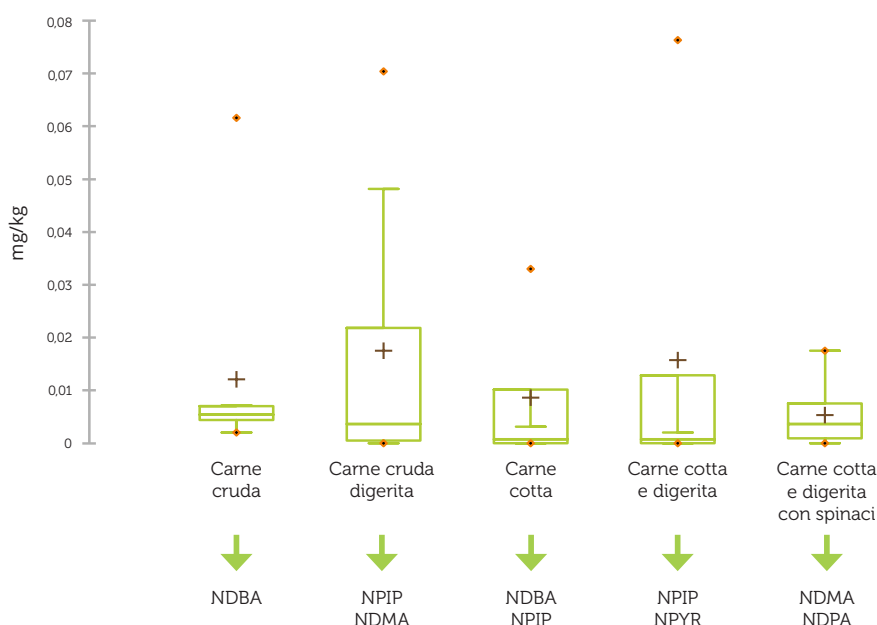 0,08
0,07
0,06
0,05
0,04
0,03
0,02
0,01
0
mg/kg
Carne cruda
Carne cruda digerita
Carne cotta
Carne cotta e digerita
Carne cotta e digerita con spinaci
NDBA
NPIP
NDMA
NDBA
NPIP
NPIP
NPYR
NDMA
NDPA